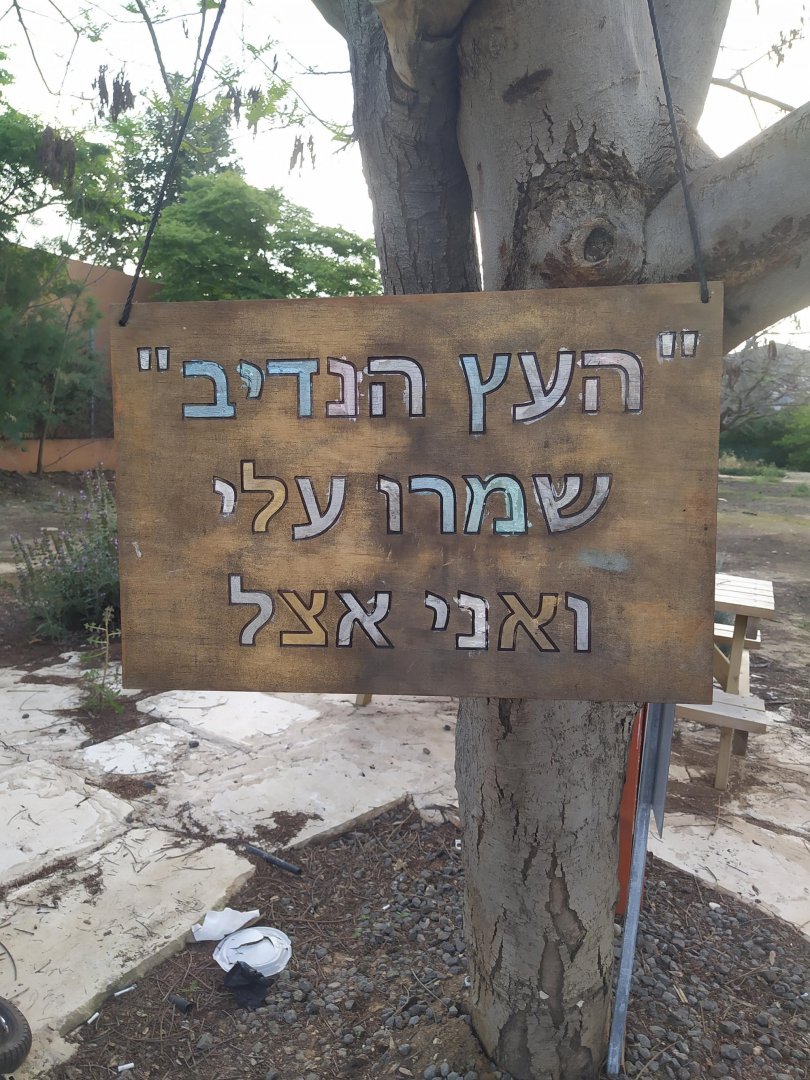 "העץ הנדיב"
שמרו עלי
ואני אצל